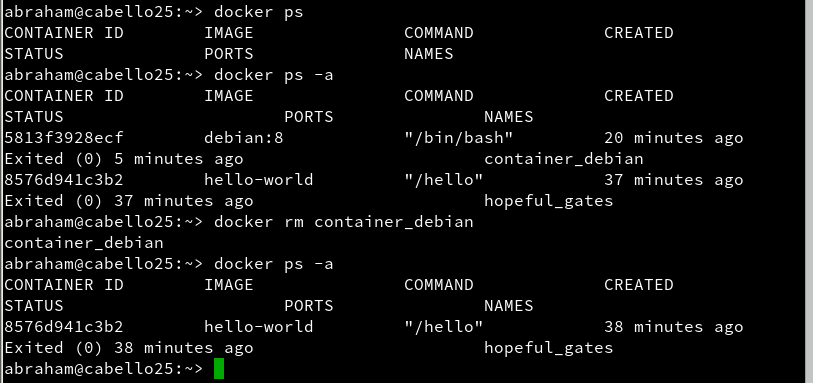 abraham@cabello25:~> docker ps
CONTAINER ID        IMAGE               COMMAND             CREATED
STATUS              PORTS               NAMES
abraham@cabello25:~> docker ps -a
CONTAINER ID        IMAGE               COMMAND             CREATED
STATUS                      PORTS               NAMES
5813f3928ecf        debian:8            "/bin/bash"         20 minutes ago
Exited (0) 5 minutes ago                        container_debian
8576d941c3b2        hello-world         "/hello"            37 minutes ago
Exited (0) 37 minutes ago                       hopeful_gates
abraham@cabello25:~> docker rm container_debian
container_debian
abraham@cabello25:~> docker ps -a
CONTAINER ID        IMAGE               COMMAND             CREATED
STATUS                      PORTS               NAMES
8576d941c3b2        hello-world         "/hello"            38 minutes ago
Exited (0) 38 minutes ago                       hopeful_gates
abraham@cabello25:~>